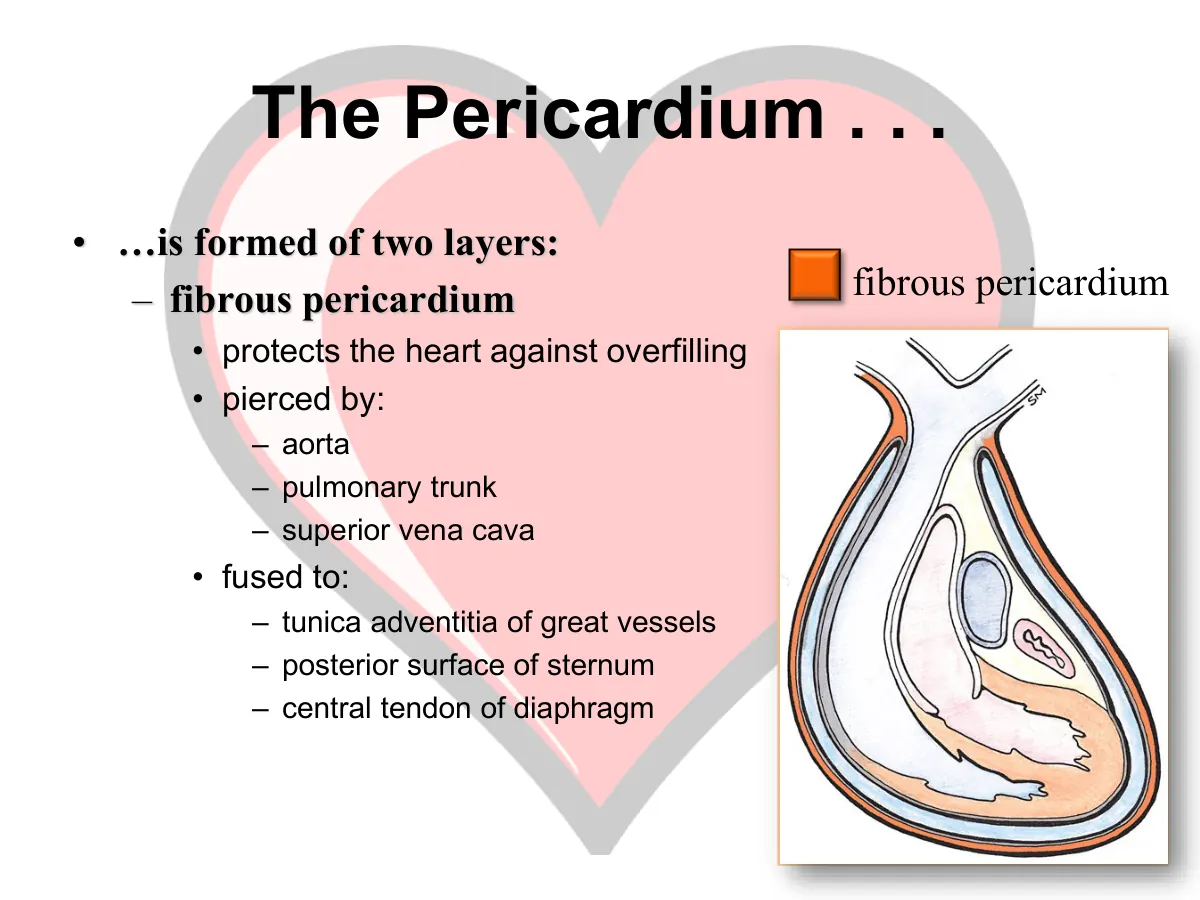 The Pericardium . . .
• …is formed of two layers:
– fibrous pericardium
• protects the heart against overfilling
• pierced by:
– aorta
– pulmonary trunk
– superior vena cava
• fused to:
– tunica adventitia of great vessels
– posterior surface of sternum
– central tendon of diaphragm
fibrous pericardium
SM